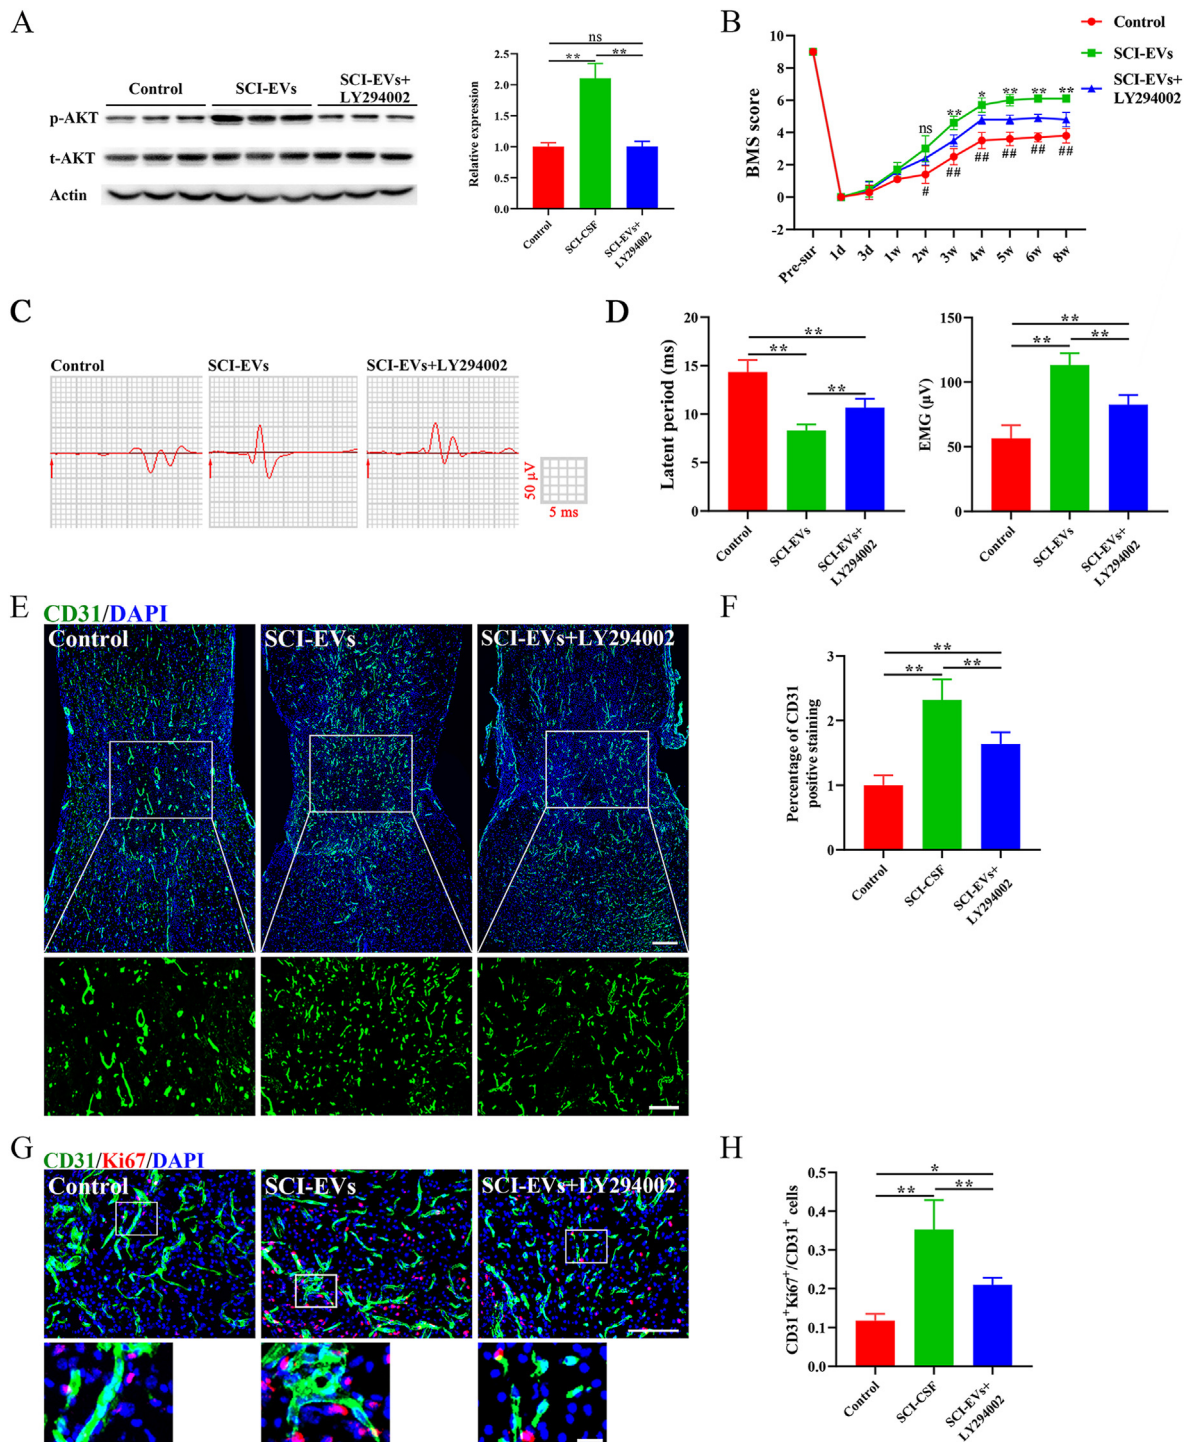 A
Control
SCI-EVs
SCI-EVs+
LY294002
p-AKT
t-AKT
Actin
Relative expression
2.5
2.0
1.5
1.0
0.5
0.0
ns
**
**
Control
SCI-CSF
SCI-EVs+
LY294002
B
BMS score
10
8
6
4
2
0
-2
ns
**
*
**
**
**
#
##
##
##
##
##
Pre-sur
1d
3d
1w
2w
3w
4w
5w
6w
8w
Control
SCI-EVs
SCI-EVs+
LY294002
C
Control
SCI-EVs
SCI-EVs+LY294002
50 μV
5 ms
D
Latent period (ms)
20
15
10
5
0
**
**
**
Control
SCI-EVs
SCI-EVs+
LY294002
EMG (μV)
150
100
50
0
**
**
**
Control
SCI-EVs
SCI-EVs+
LY294002
E
CD31/DAPI
Control
SCI-EVs
SCI-EVs+LY294002
F
Percentage of CD31
positive staining
3
2
1
0
**
**
**
Control
SCI-CSF
SCI-EVs+
LY294002
G
CD31/Ki67/DAPI
Control
SCI-EVs
SCI-EVs+LY294002
H
CD31⁺Ki67⁺/CD31⁺ cells
0.5
0.4
0.3
0.2
0.1
0.0
*
**
**
Control
SCI-CSF
SCI-EVs+
LY294002